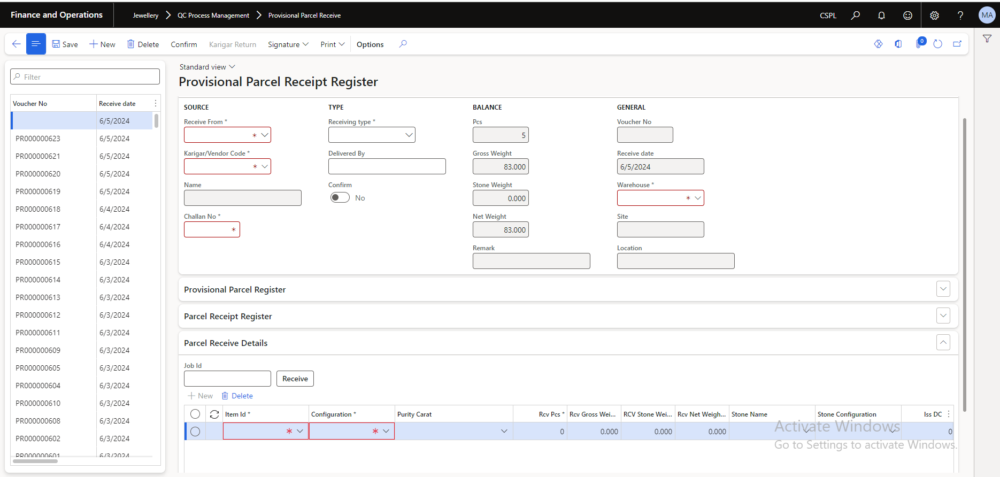 Finance and Operations
Jewellery
QC Process Management
Provisional Parcel Receive
CSPL
MA
Save
New
Delete
Confirm
Karigar Return
Signature
Print
Options
0
Filter
Voucher No
Receive date
6/5/2024
PR000000623 6/5/2024
PR000000621 6/5/2024
PR000000620 6/5/2024
PR000000619 6/5/2024
PR000000618 6/4/2024
PR000000617 6/4/2024
PR000000616 6/4/2024
PR000000615 6/3/2024
PR000000614 6/3/2024
PR000000613 6/3/2024
PR000000612 6/3/2024
PR000000611 6/3/2024
PR000000609 6/3/2024
PR000000605 6/3/2024
PR000000604 6/3/2024
PR000000610 6/3/2024
PR000000608 6/3/2024
PR000000602 6/3/2024
PR000000601 6/3/2024
Standard view
Provisional Parcel Receipt Register
SOURCE
Receive From *
*
Karigar/Vendor Code *
*
Name
Challan No *
*
TYPE
Receiving type *
Delivered By
Confirm
No
BALANCE
Pcs
5
Gross Weight
83.000
Stone Weight
0.000
Net Weight
83.000
Remark
GENERAL
Voucher No
Receive date
6/5/2024
Warehouse *
*
Site
Location
Provisional Parcel Register
Parcel Receipt Register
Parcel Receive Details
Job Id
Receive
New
Delete
Item Id *
Configuration *
Purity Carat
Rcv Pcs *
Rcv Gross Wei...
RCV Stone Wei...
Rcv Net Weigh...
Stone Name
Stone Configuration
Iss DC
* * 0 0.000 0.000 0.000 0
Activate Windows
Go to Settings to activate Windows.